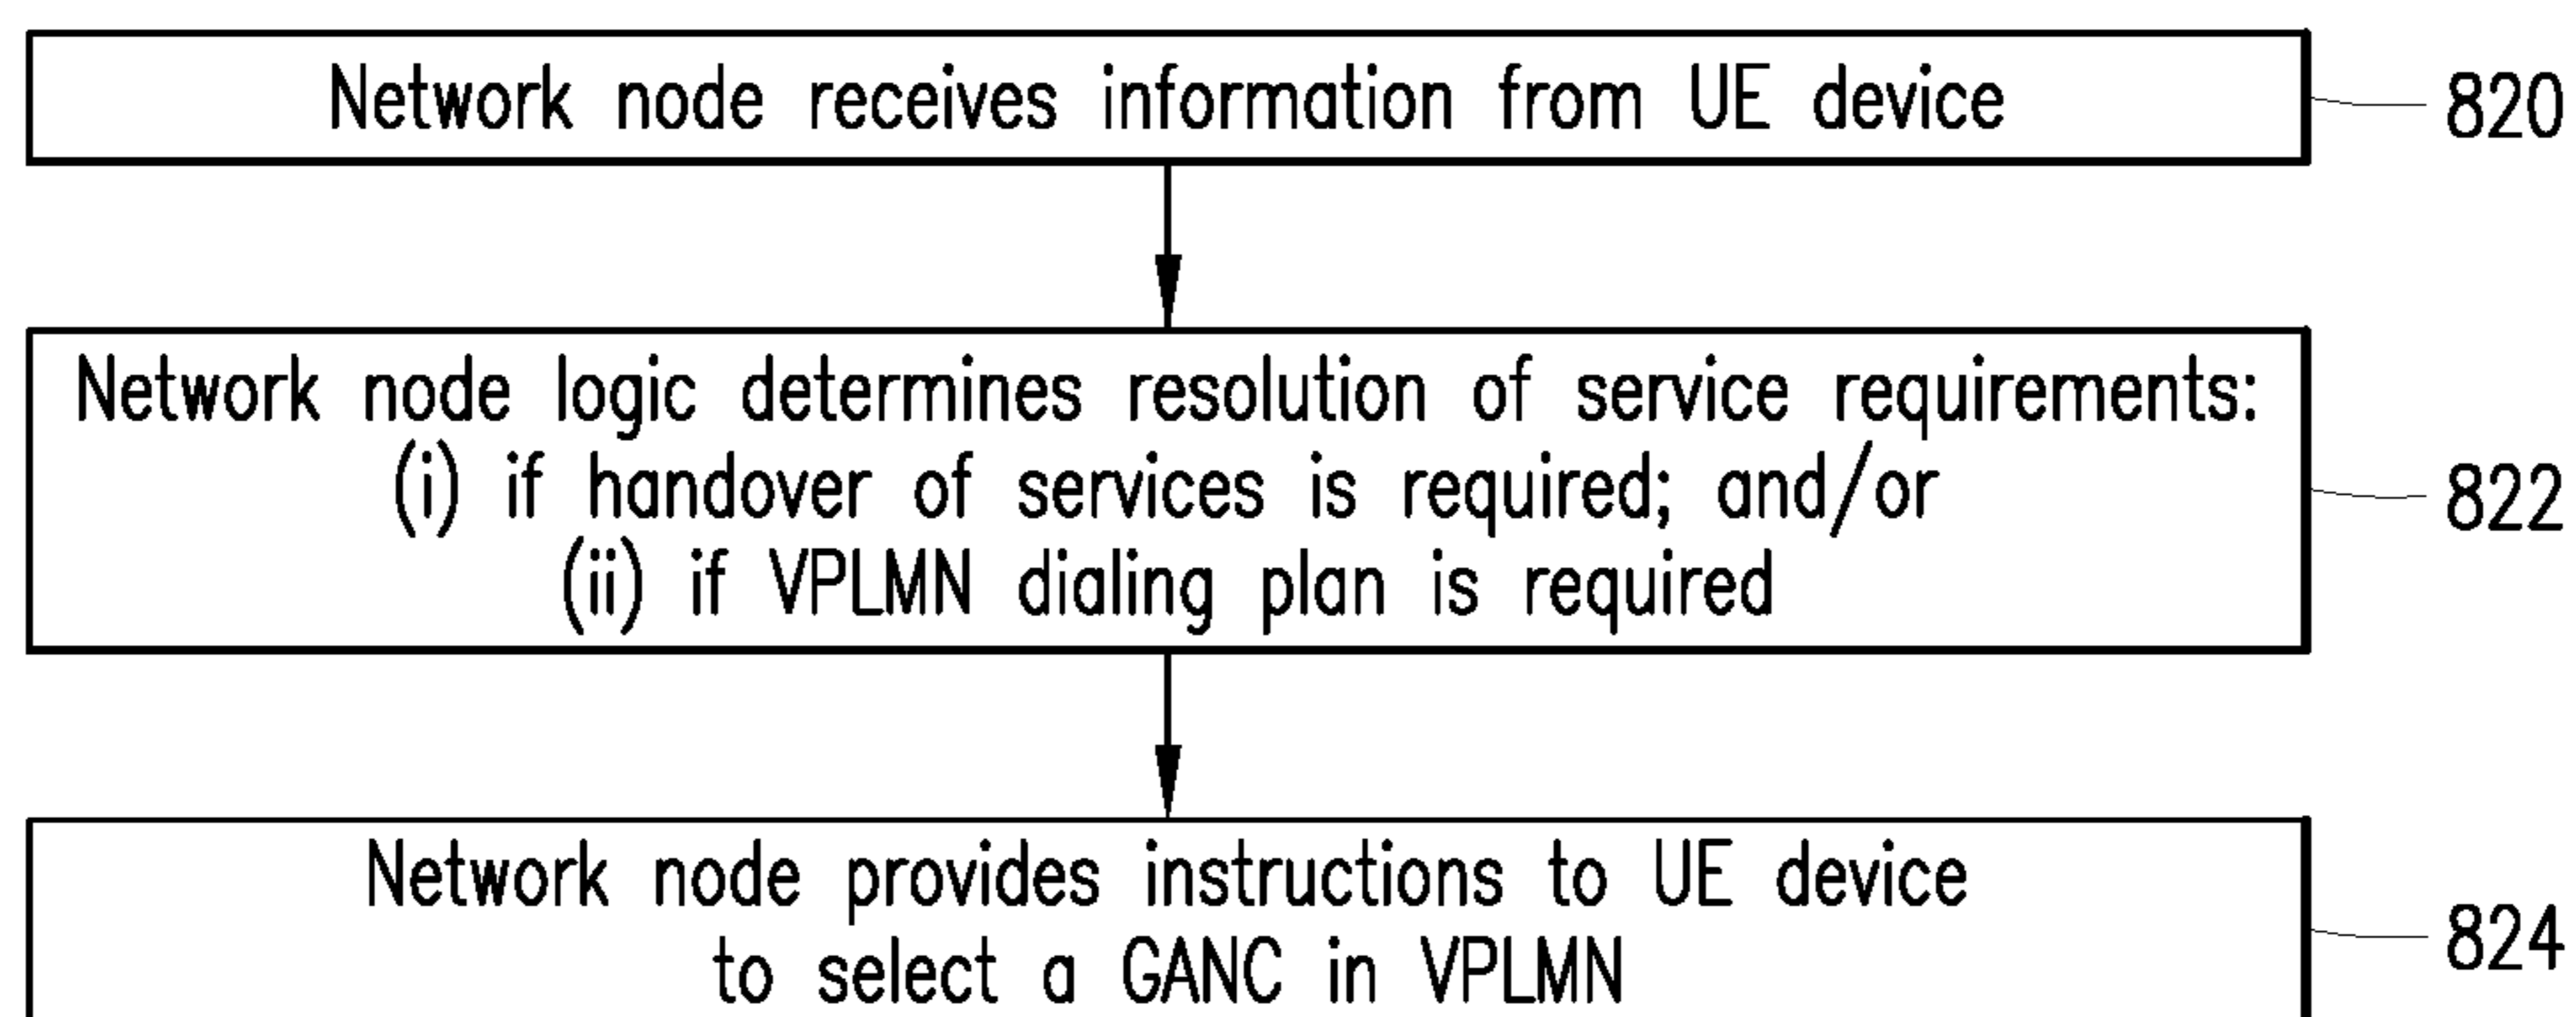 Network node receives information from UE device
820
Network node logic determines resolution of service requirements:
(i) if handover of services is required; and/or
(ii) if VPLMN dialing plan is required
822
Network node provides instructions to UE device
to select a GANC in VPLMN
824